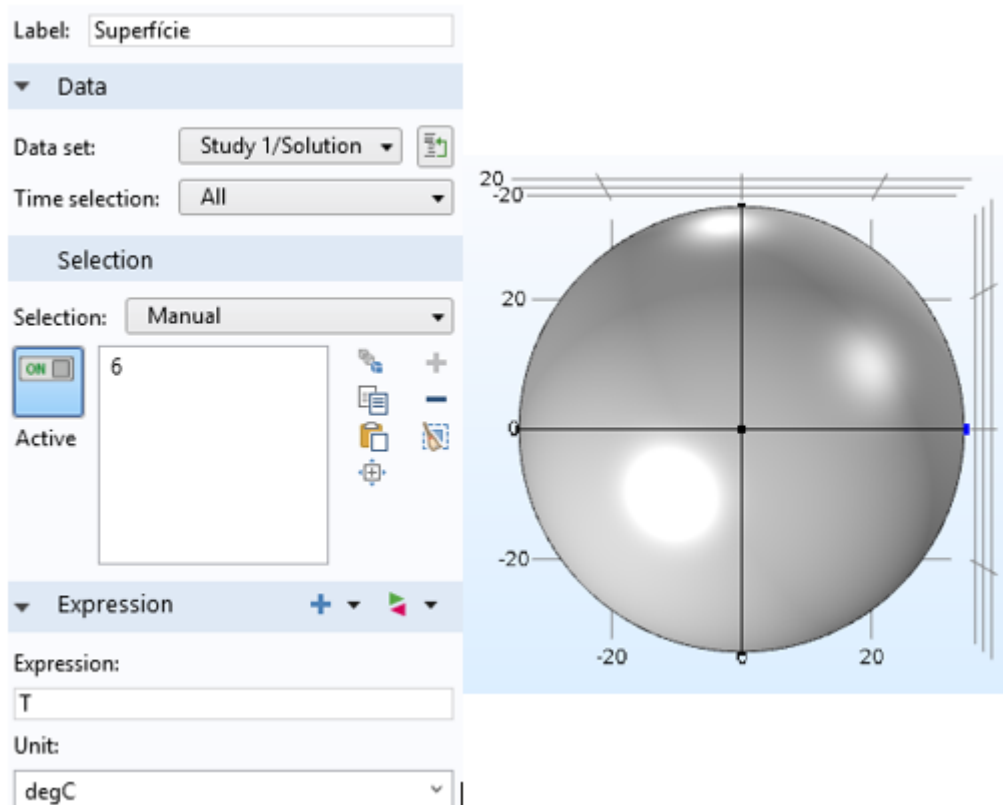 Label: Superfície
Data
Data set: Study 1/Solution
Time selection: All
Selection
Selection: Manual
ON
6
Active
Expression
Expression:
T
Unit:
degC
20
-20
20
0
-20
-20
0
20